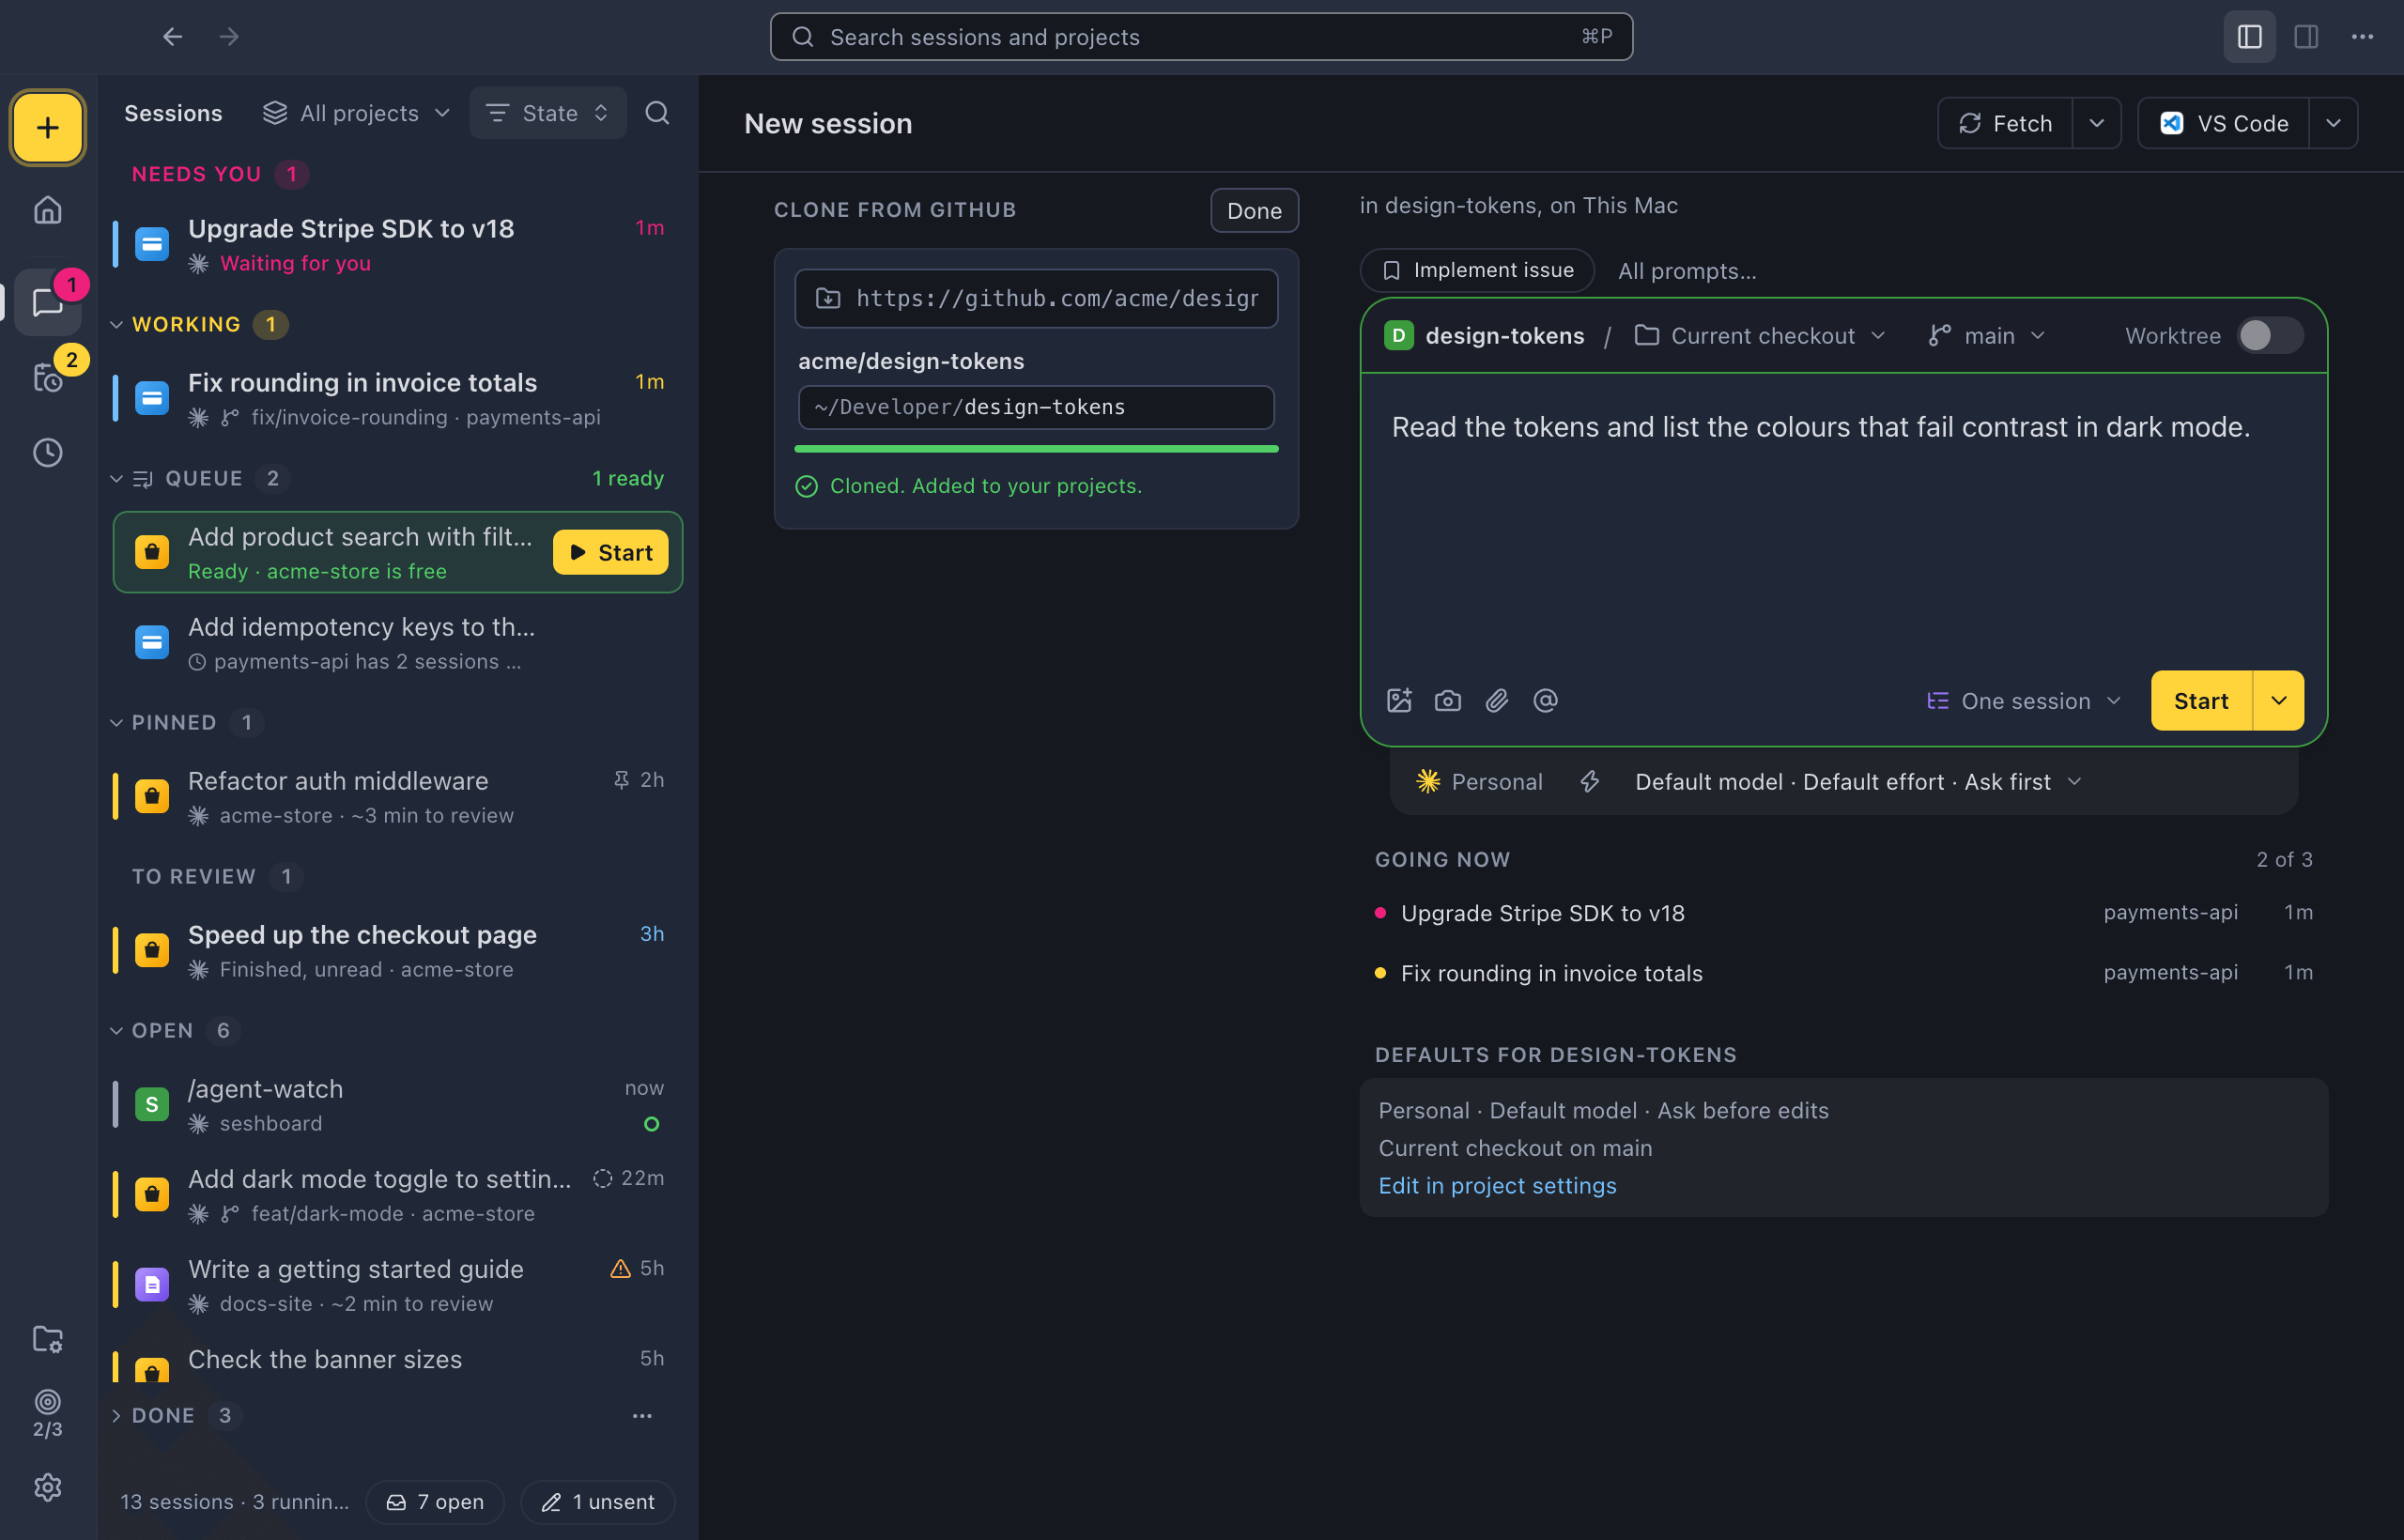 Search sessions and projects ⌘P
Sessions
All projects
State
NEEDS YOU 1
Upgrade Stripe SDK to v18 1m
Waiting for you
WORKING 1
Fix rounding in invoice totals 1m
fix/invoice-rounding · payments-api
QUEUE 2 1 ready
Add product search with filt...
Ready · acme-store is free
Start
Add idempotency keys to th...
payments-api has 2 sessions ...
PINNED 1
Refactor auth middleware 2h
acme-store · ~3 min to review
TO REVIEW 1
Speed up the checkout page 3h
Finished, unread · acme-store
OPEN 6
S
/agent-watch now
seshboard
Add dark mode toggle to settin... 22m
feat/dark-mode · acme-store
Write a getting started guide 5h
docs-site · ~2 min to review
Check the banner sizes 5h
DONE 3
13 sessions · 3 runnin...
7 open
1 unsent
1
2
2/3
New session
Fetch
VS Code
CLONE FROM GITHUB
Done
https://github.com/acme/desigr
acme/design-tokens
~/Developer/design-tokens
Cloned. Added to your projects.
in design-tokens, on This Mac
Implement issue
All prompts...
D design-tokens / Current checkout main Worktree
Read the tokens and list the colours that fail contrast in dark mode.
One session
Start
Personal
Default model · Default effort · Ask first
GOING NOW 2 of 3
Upgrade Stripe SDK to v18 payments-api 1m
Fix rounding in invoice totals payments-api 1m
DEFAULTS FOR DESIGN-TOKENS
Personal · Default model · Ask before edits
Current checkout on main
Edit in project settings